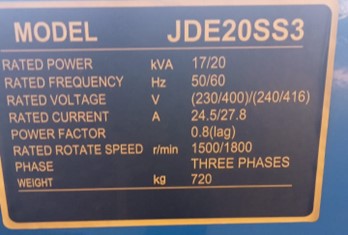 MODEL JDE20SS3
RATED POWER kVA 17/20
RATED FREQUENCY Hz 50/60
RATED VOLTAGE V (230/400)/(240/416)
RATED CURRENT A 24.5/27.8
POWER FACTOR 0.8(lag)
RATED ROTATE SPEED r/min 1500/1800
PHASE THREE PHASES
WEIGHT kg 720